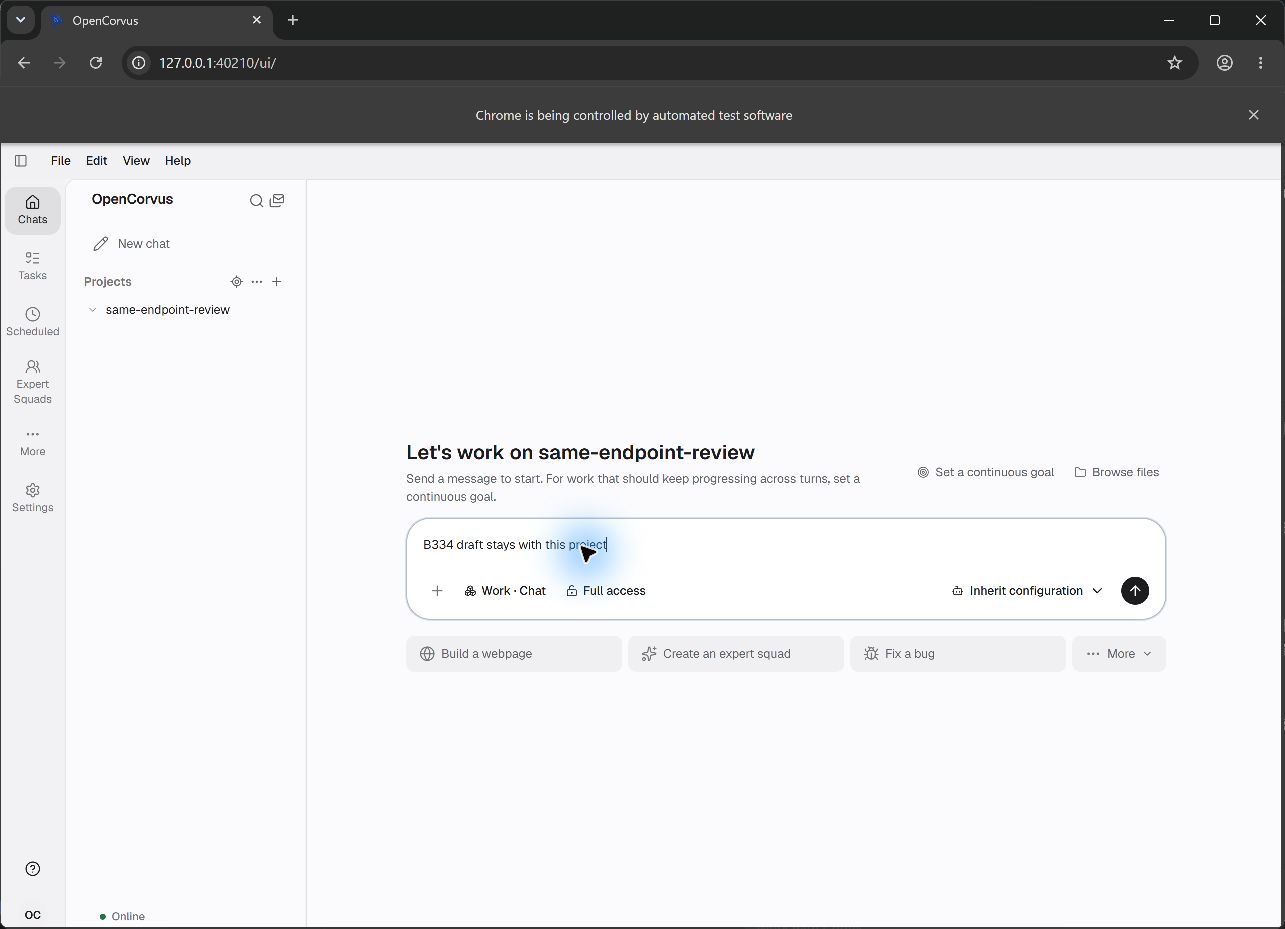 OpenCorvus
127.0.0.1:40210/ui/
Chrome is being controlled by automated test software
File Edit View Help
Chats
Tasks
Scheduled
Expert
Squads
More
Settings
OC
OpenCorvus
New chat
Projects
same-endpoint-review
Online
Let's work on same-endpoint-review
Send a message to start. For work that should keep progressing across turns, set a
continuous goal.
Set a continuous goal
Browse files
B334 draft stays with this project
Work · Chat
Full access
Inherit configuration
Build a webpage
Create an expert squad
Fix a bug
More